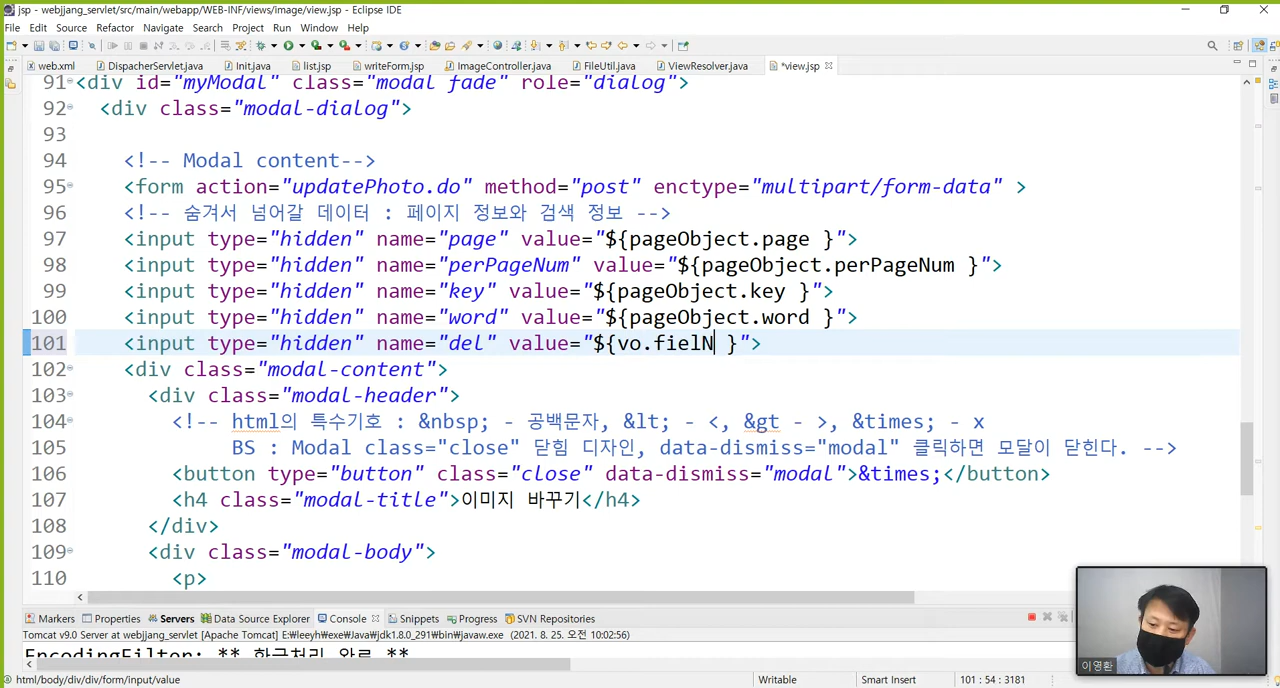 jsp - webjjang_servlet/src/main/webapp/WEB-INF/views/image/view.jsp - Eclipse IDE
File Edit Source Refactor Navigate Search Project Run Window Help
web.xml DispacherServlet.java Init.java list.jsp writeForm.jsp ImageController.java FileUtil.java ViewResolver.java *view.jsp
91 <div id="myModal" class="modal fade" role="dialog">
92 <div class="modal-dialog">
93
94 <!-- Modal content-->
95 <form action="updatePhoto.do" method="post" enctype="multipart/form-data" >
96 <!-- 숨겨서 넘어갈 데이터 : 페이지 정보와 검색 정보 -->
97 <input type="hidden" name="page" value="${pageObject.page }">
98 <input type="hidden" name="perPageNum" value="${pageObject.perPageNum }">
99 <input type="hidden" name="key" value="${pageObject.key }">
100 <input type="hidden" name="word" value="${pageObject.word }">
101 <input type="hidden" name="del" value="${vo.fielN }">
102 <div class="modal-content">
103 <div class="modal-header">
104 <!-- html의 특수기호 : &nbsp; - 공백문자, &lt; - <, &gt - >, &times; - x
105 BS : Modal class="close" 닫힘 디자인, data-dismiss="modal" 클릭하면 모달이 닫힌다. -->
106 <button type="button" class="close" data-dismiss="modal">&times;</button>
107 <h4 class="modal-title">이미지 바꾸기</h4>
108 </div>
109 <div class="modal-body">
110 <p>
Markers Properties Servers Data Source Explorer Console Snippets Progress SVN Repositories
Tomcat v9.0 Server at webjjang_servlet [Apache Tomcat] E:₩leeyh₩exe₩Java₩jdk1.8.0_291₩bin₩javaw.exe (2021. 8. 25. 오전 10:02:56)
EncodingFilter: ** 한글처리 완료 **
이영환
html/body/div/div/form/input/value Writable Smart Insert 101 : 54 : 3181